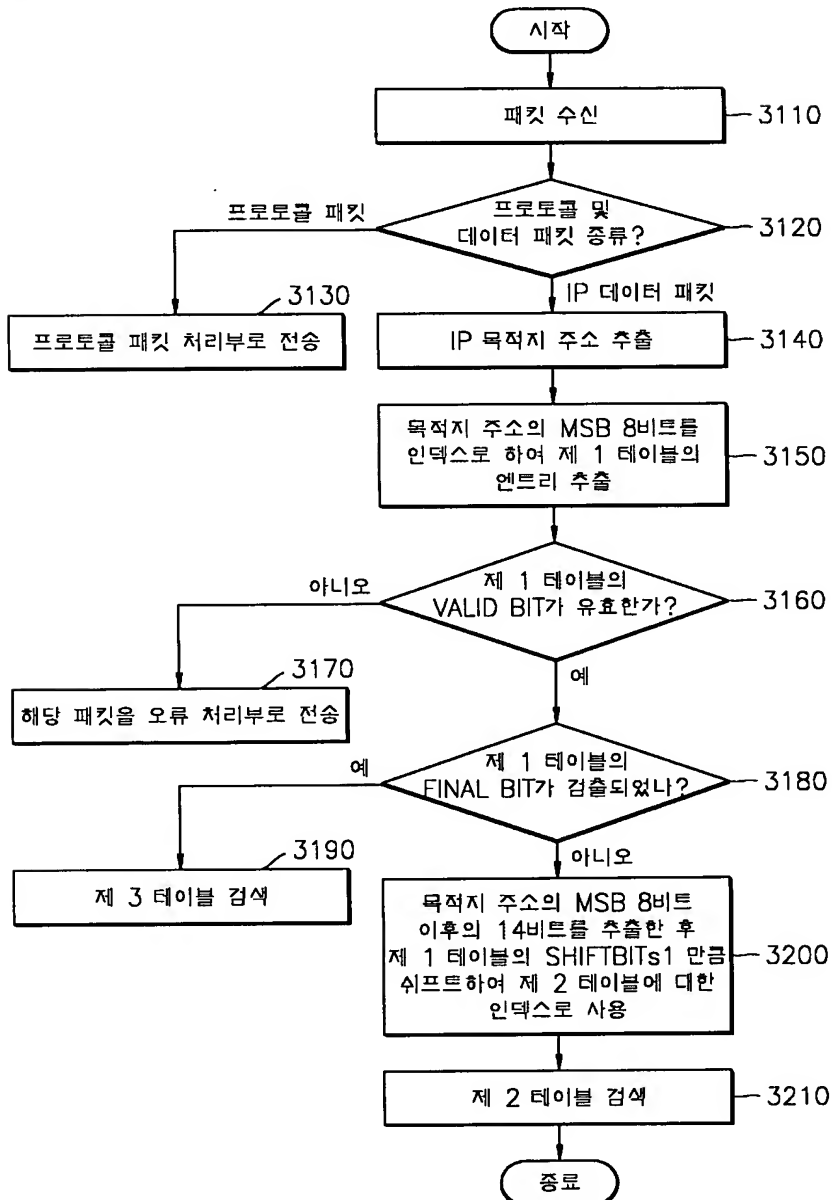 시작
패킷 수신
3110
프로토콜 패킷
프로토콜 및
데이터 패킷 종류?
3120
IP 데이터 패킷
3130
프로토콜 패킷 처리부로 전송
IP 목적지 주소 추출
3140
목적지 주소의 MSB 8비트를
인덱스로 하여 제 1 테이블의
엔트리 추출
3150
아니오
제 1 테이블의
VALID BIT가 유효한가?
3160
예
3170
해당 패킷을 오류 처리부로 전송
예
제 1 테이블의
FINAL BIT가 검출되었나?
3180
아니오
3190
제 3 테이블 검색
목적지 주소의 MSB 8비트
이후의 14비트를 추출한 후
제 1 테이블의 SHIFTBITs1 만큼
쉬프트하여 제 2 테이블에 대한
인덱스로 사용
3200
제 2 테이블 검색
3210
종료